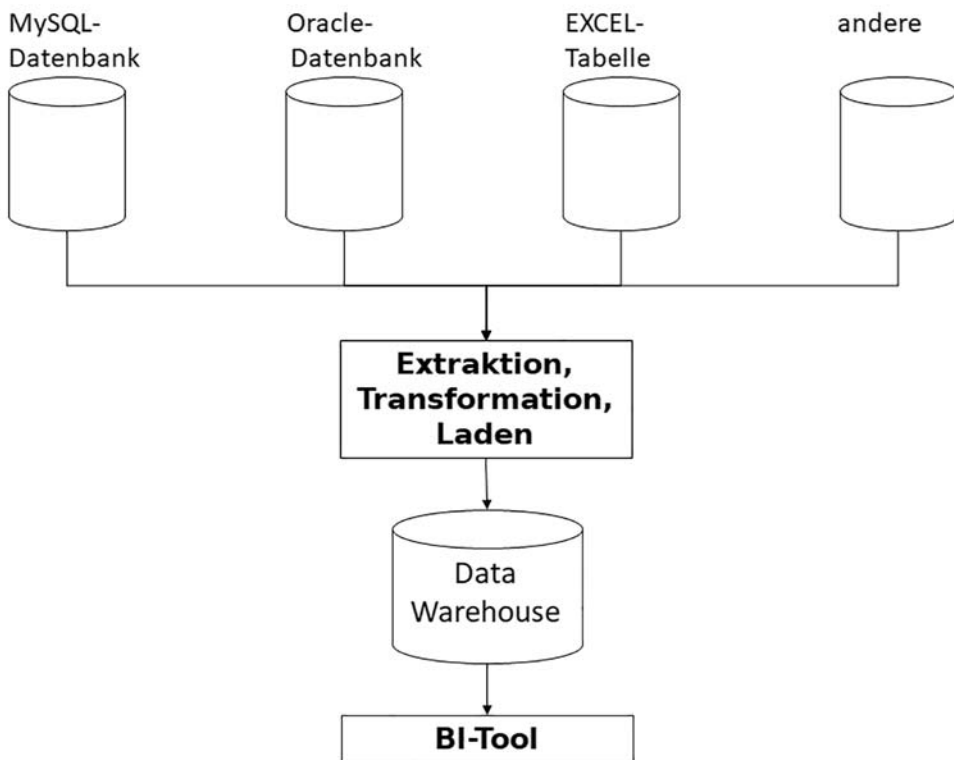 MySQL-
Datenbank
Oracle-
Datenbank
EXCEL-
Tabelle
andere
Extraktion,
Transformation,
Laden
Data
Warehouse
BI-Tool